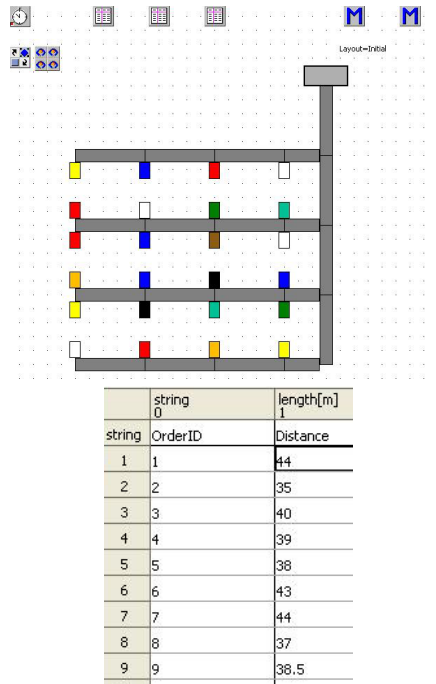 M M
Layout=Initial
string 0 length[m] 1
string OrderID Distance
1 1 44
2 2 35
3 3 40
4 4 39
5 5 38
6 6 43
7 7 44
8 8 37
9 9 38.5